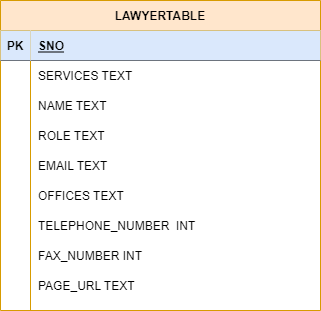 LAWYERTABLE
PK SNO
SERVICES TEXT
NAME TEXT
ROLE TEXT
EMAIL TEXT
OFFICES TEXT
TELEPHONE_NUMBER  INT
FAX_NUMBER INT
PAGE_URL TEXT